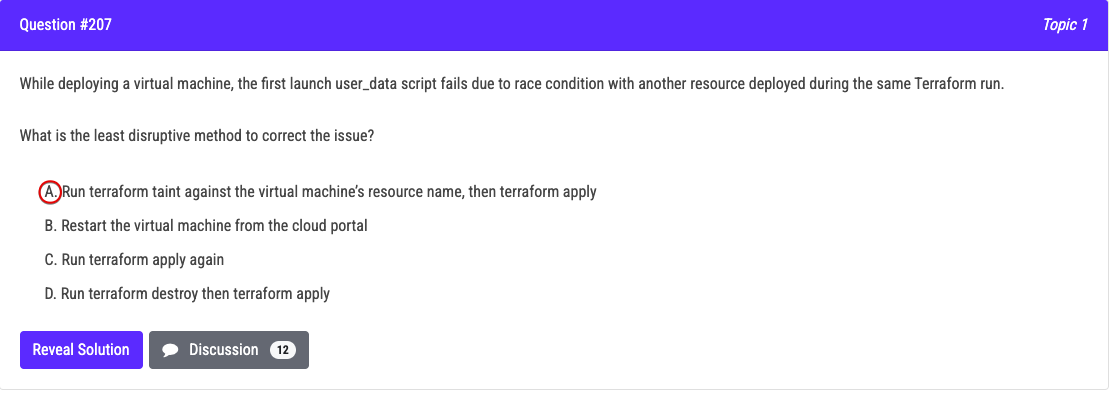 Question #207
Topic 1
While deploying a virtual machine, the first launch user_data script fails due to race condition with another resource deployed during the same Terraform run.
What is the least disruptive method to correct the issue?
A. Run terraform taint against the virtual machine's resource name, then terraform apply
B. Restart the virtual machine from the cloud portal
C. Run terraform apply again
D. Run terraform destroy then terraform apply
Reveal Solution
Discussion 12